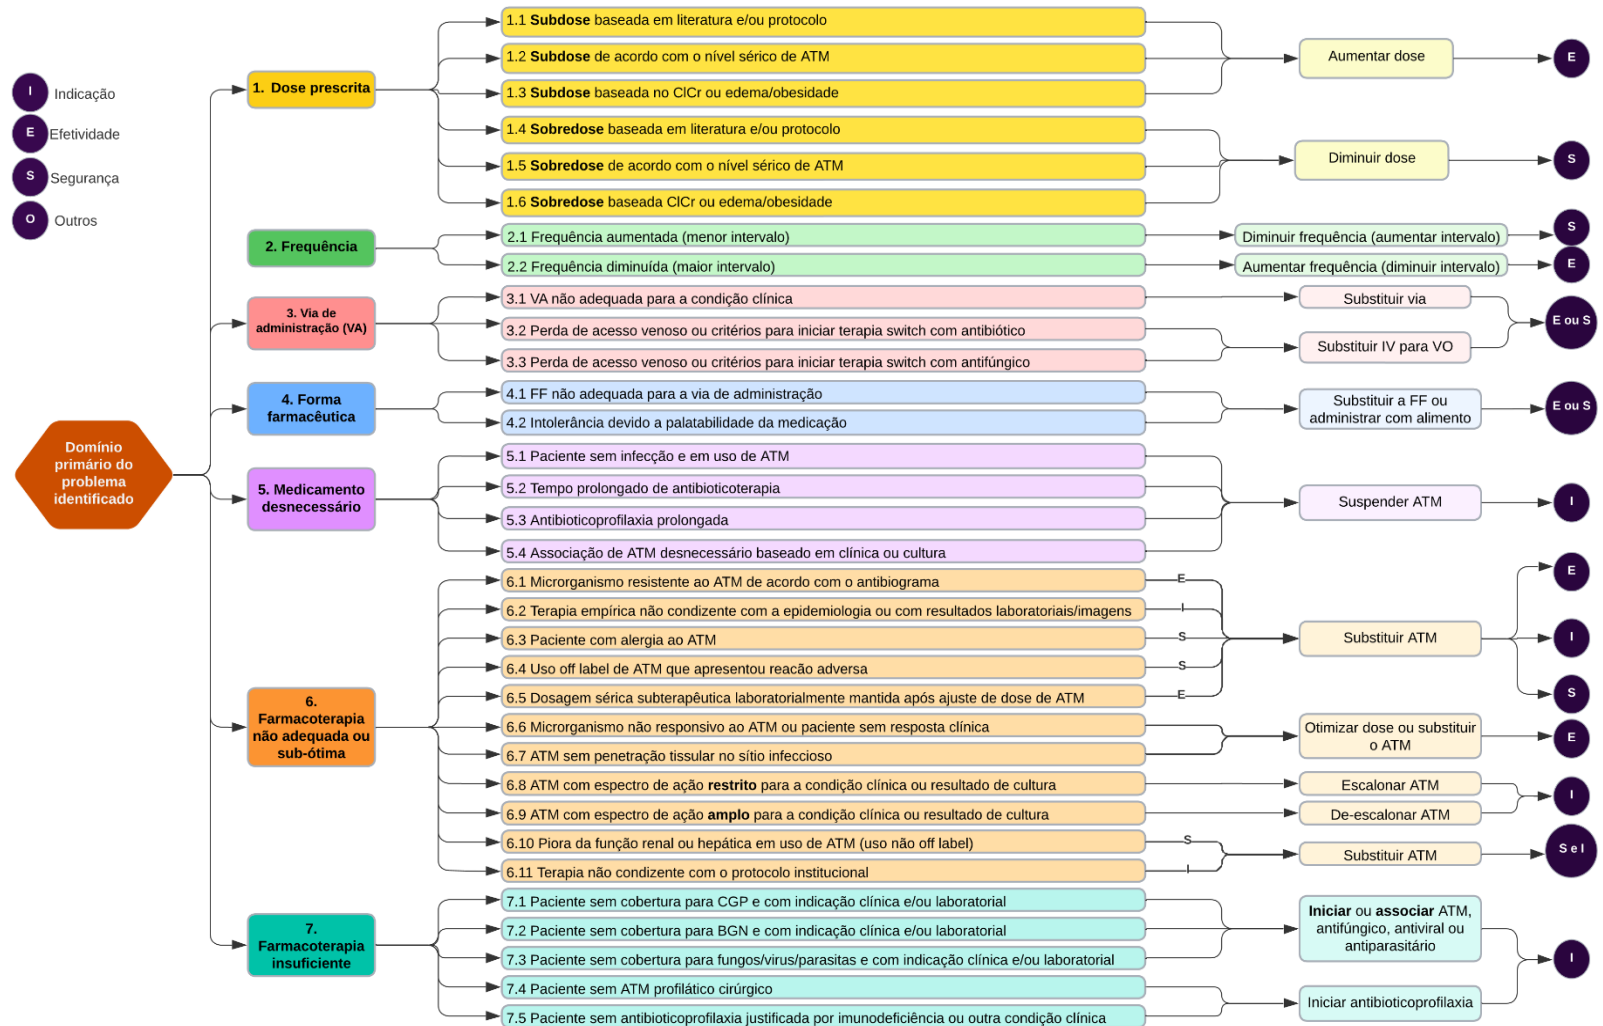 I Indicação
E Efetividade
S Segurança
O Outros
Domínio
primário do
problema
identificado
1. Dose prescrita
1.1 Subdose baseada em literatura e/ou protocolo
1.2 Subdose de acordo com o nível sérico de ATM
1.3 Subdose baseada no ClCr ou edema/obesidade
Aumentar dose
E
1.4 Sobredose baseada em literatura e/ou protocolo
1.5 Sobredose de acordo com o nível sérico de ATM
1.6 Sobredose baseada ClCr ou edema/obesidade
Diminuir dose
S
2. Frequência
2.1 Frequência aumentada (menor intervalo)
Diminuir frequência (aumentar intervalo)
S
2.2 Frequência diminuída (maior intervalo)
Aumentar frequência (diminuir intervalo)
E
3. Via de
administração (VA)
3.1 VA não adequada para a condição clínica
Substituir via
3.2 Perda de acesso venoso ou critérios para iniciar terapia switch com antibiótico
3.3 Perda de acesso venoso ou critérios para iniciar terapia switch com antifúngico
Substituir IV para VO
E ou S
4. Forma
farmacêutica
4.1 FF não adequada para a via de administração
4.2 Intolerância devido a palatabilidade da medicação
Substituir a FF ou
administrar com alimento
E ou S
5. Medicamento
desnecessário
5.1 Paciente sem infecção e em uso de ATM
5.2 Tempo prolongado de antibioticoterapia
5.3 Antibioticoprofilaxia prolongada
5.4 Associação de ATM desnecessário baseado em clínica ou cultura
Suspender ATM
I
6.
Farmacoterapia
não adequada ou
sub-ótima
6.1 Microrganismo resistente ao ATM de acordo com o antibiograma
E
6.2 Terapia empírica não condizente com a epidemiologia ou com resultados laboratoriais/imagens
I
6.3 Paciente com alergia ao ATM
S
6.4 Uso off label de ATM que apresentou reacão adversa
S
6.5 Dosagem sérica subterapêutica laboratorialmente mantida após ajuste de dose de ATM
E
Substituir ATM
E
I
S
6.6 Microrganismo não responsivo ao ATM ou paciente sem resposta clínica
6.7 ATM sem penetração tissular no sítio infeccioso
Otimizar dose ou substituir
o ATM
E
6.8 ATM com espectro de ação restrito para a condição clínica ou resultado de cultura
Escalonar ATM
6.9 ATM com espectro de ação amplo para a condição clínica ou resultado de cultura
De-escalonar ATM
I
6.10 Piora da função renal ou hepática em uso de ATM (uso não off label)
S
6.11 Terapia não condizente com o protocolo institucional
I
Substituir ATM
S e I
7.
Farmacoterapia
insuficiente
7.1 Paciente sem cobertura para CGP e com indicação clínica e/ou laboratorial
7.2 Paciente sem cobertura para BGN e com indicação clínica e/ou laboratorial
7.3 Paciente sem cobertura para fungos/virus/parasitas e com indicação clínica e/ou laboratorial
Iniciar ou associar ATM,
antifúngico, antiviral ou
antiparasitário
7.4 Paciente sem ATM profilático cirúrgico
7.5 Paciente sem antibioticoprofilaxia justificada por imunodeficiência ou outra condição clínica
Iniciar antibioticoprofilaxia
I